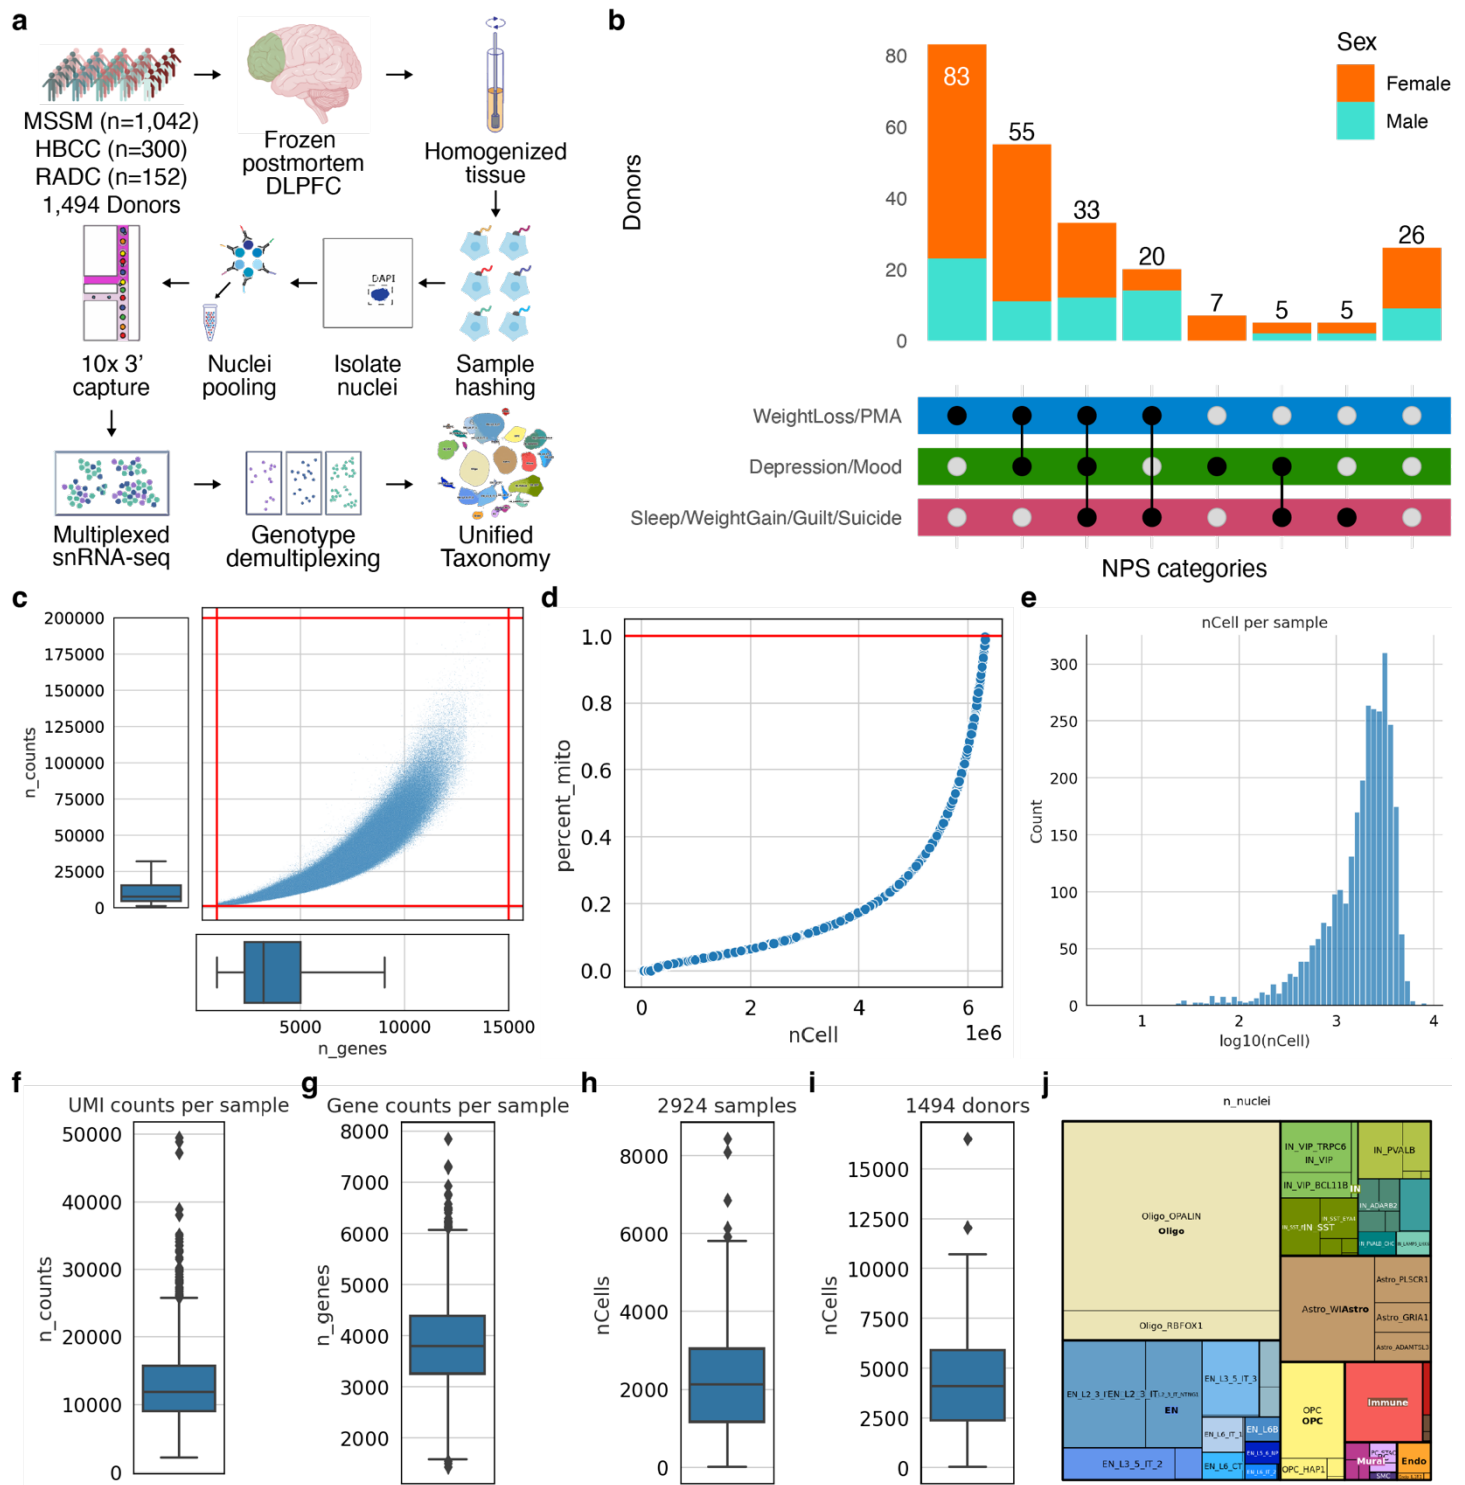 a
MSSM (n=1,042)
HBCC (n=300)
RADC (n=152)
1,494 Donors
Frozen
postmortem
DLPFC
Homogenized
tissue
DAPI
10x 3’
capture
Nuclei
pooling
Isolate
nuclei
Sample
hashing
Multiplexed
snRNA-seq
Genotype
demultiplexing
Unified
Taxonomy
b
Donors
80
60
40
20
0
83
55
33
20
7
5
5
26
Sex
Female
Male
WeightLoss/PMA
Depression/Mood
Sleep/WeightGain/Guilt/Suicide
NPS categories
c
n_counts
200000
175000
150000
125000
100000
75000
50000
25000
0
5000
10000
15000
n_genes
d
percent_mito
1.0
0.8
0.6
0.4
0.2
0.0
0
2
4
6
1e6
nCell
e
nCell per sample
Count
300
250
200
150
100
50
0
1
2
3
4
log10(nCell)
f
UMI counts per sample
n_counts
50000
40000
30000
20000
10000
0
g
Gene counts per sample
n_genes
8000
7000
6000
5000
4000
3000
2000
h
2924 samples
nCells
8000
6000
4000
2000
0
i
1494 donors
nCells
15000
12500
10000
7500
5000
2500
0
j
n_nuclei
Oligo_OPALIN
Oligo
Oligo_RBFOX1
IN_VIP_TRPC6
IN_VIP
IN_VIP_BCL11B
IN
IN_PVALB
IN_ADARB2
IN_SST
IN_SST_EYA4
IN_PVALB_CHC
Astro_WI
Astro
Astro_PLSCR1
Astro_GRIA1
Astro_ADAMTSL3
EN_L2_3_I
EN_L2_3_IT
EN
EN_L3_5_IT_3
EN_L6_IT_1
EN_L6B
EN_L5_6_NP
EN_L3_5_IT_2
EN_L6_CT
OPC
OPC
OPC_HAP1
Immune
Mural
SMC
Endo